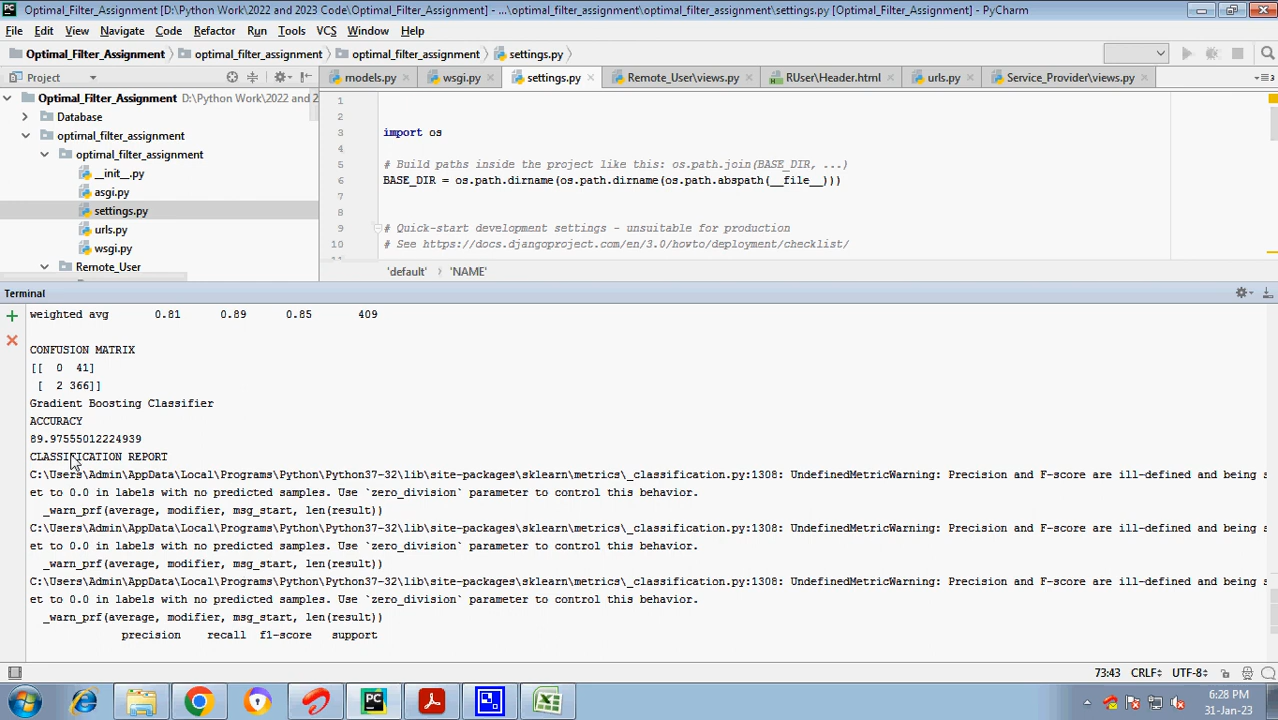 Optimal_Filter_Assignment [D:\Python Work\2022 and 2023 Code\Optimal_Filter_Assignment] - ...\optimal_filter_assignment\optimal_filter_assignment\settings.py [Optimal_Filter_Assignment] - PyCharm
File Edit View Navigate Code Refactor Run Tools VCS Window Help
Optimal_Filter_Assignment optimal_filter_assignment optimal_filter_assignment settings.py
Project models.py wsgi.py settings.py Remote_User\views.py RUser\Header.html urls.py Service_Provider\views.py
Optimal_Filter_Assignment D:\Python Work\2022 and 2
Database
optimal_filter_assignment
optimal_filter_assignment
__init__.py
asgi.py
settings.py
urls.py
wsgi.py
Remote_User
1
2
3 import os
4
5 # Build paths inside the project like this: os.path.join(BASE_DIR, ...)
6 BASE_DIR = os.path.dirname(os.path.dirname(os.path.abspath(__file__)))
7
8
9 # Quick-start development settings - unsuitable for production
10 # See https://docs.djangoproject.com/en/3.0/howto/deployment/checklist/
'default' 'NAME'
Terminal
weighted avg 0.81 0.89 0.85 409
CONFUSION MATRIX
[[ 0 41]
[ 2 366]]
Gradient Boosting Classifier
ACCURACY
89.97555012224939
CLASSIFICATION REPORT
C:\Users\Admin\AppData\Local\Programs\Python\Python37-32\lib\site-packages\sklearn\metrics\_classification.py:1308: UndefinedMetricWarning: Precision and F-score are ill-defined and being s
et to 0.0 in labels with no predicted samples. Use `zero_division` parameter to control this behavior.
_warn_prf(average, modifier, msg_start, len(result))
C:\Users\Admin\AppData\Local\Programs\Python\Python37-32\lib\site-packages\sklearn\metrics\_classification.py:1308: UndefinedMetricWarning: Precision and F-score are ill-defined and being s
et to 0.0 in labels with no predicted samples. Use `zero_division` parameter to control this behavior.
_warn_prf(average, modifier, msg_start, len(result))
C:\Users\Admin\AppData\Local\Programs\Python\Python37-32\lib\site-packages\sklearn\metrics\_classification.py:1308: UndefinedMetricWarning: Precision and F-score are ill-defined and being s
et to 0.0 in labels with no predicted samples. Use `zero_division` parameter to control this behavior.
_warn_prf(average, modifier, msg_start, len(result))
precision recall f1-score support
73:43 CRLF UTF-8
PC
6:28 PM
31-Jan-23